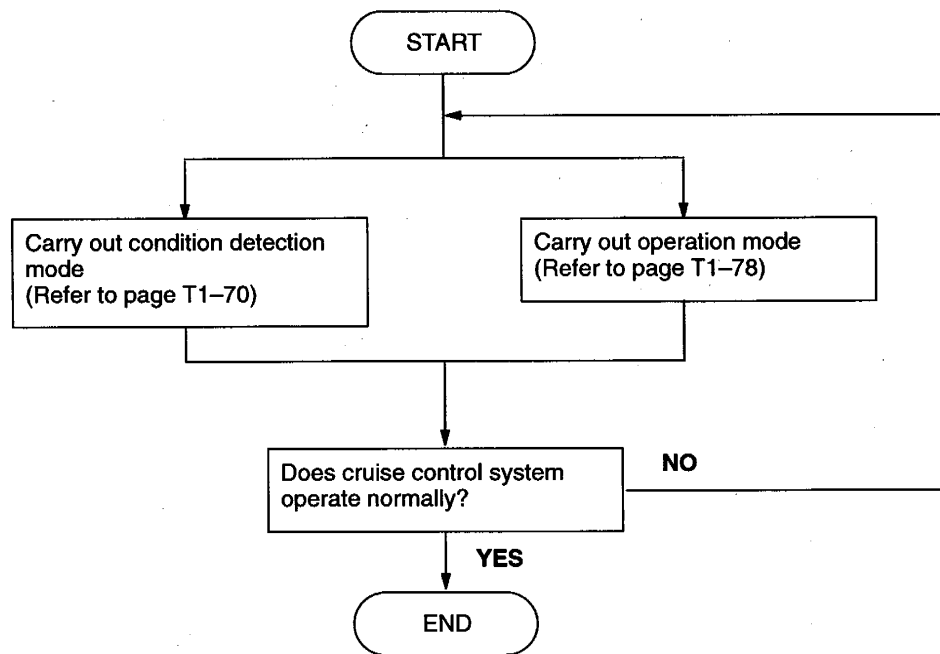 START
Carry out condition detection
mode
(Refer to page T1–70)
Carry out operation mode
(Refer to page T1–78)
Does cruise control system
operate normally?
NO
YES
END